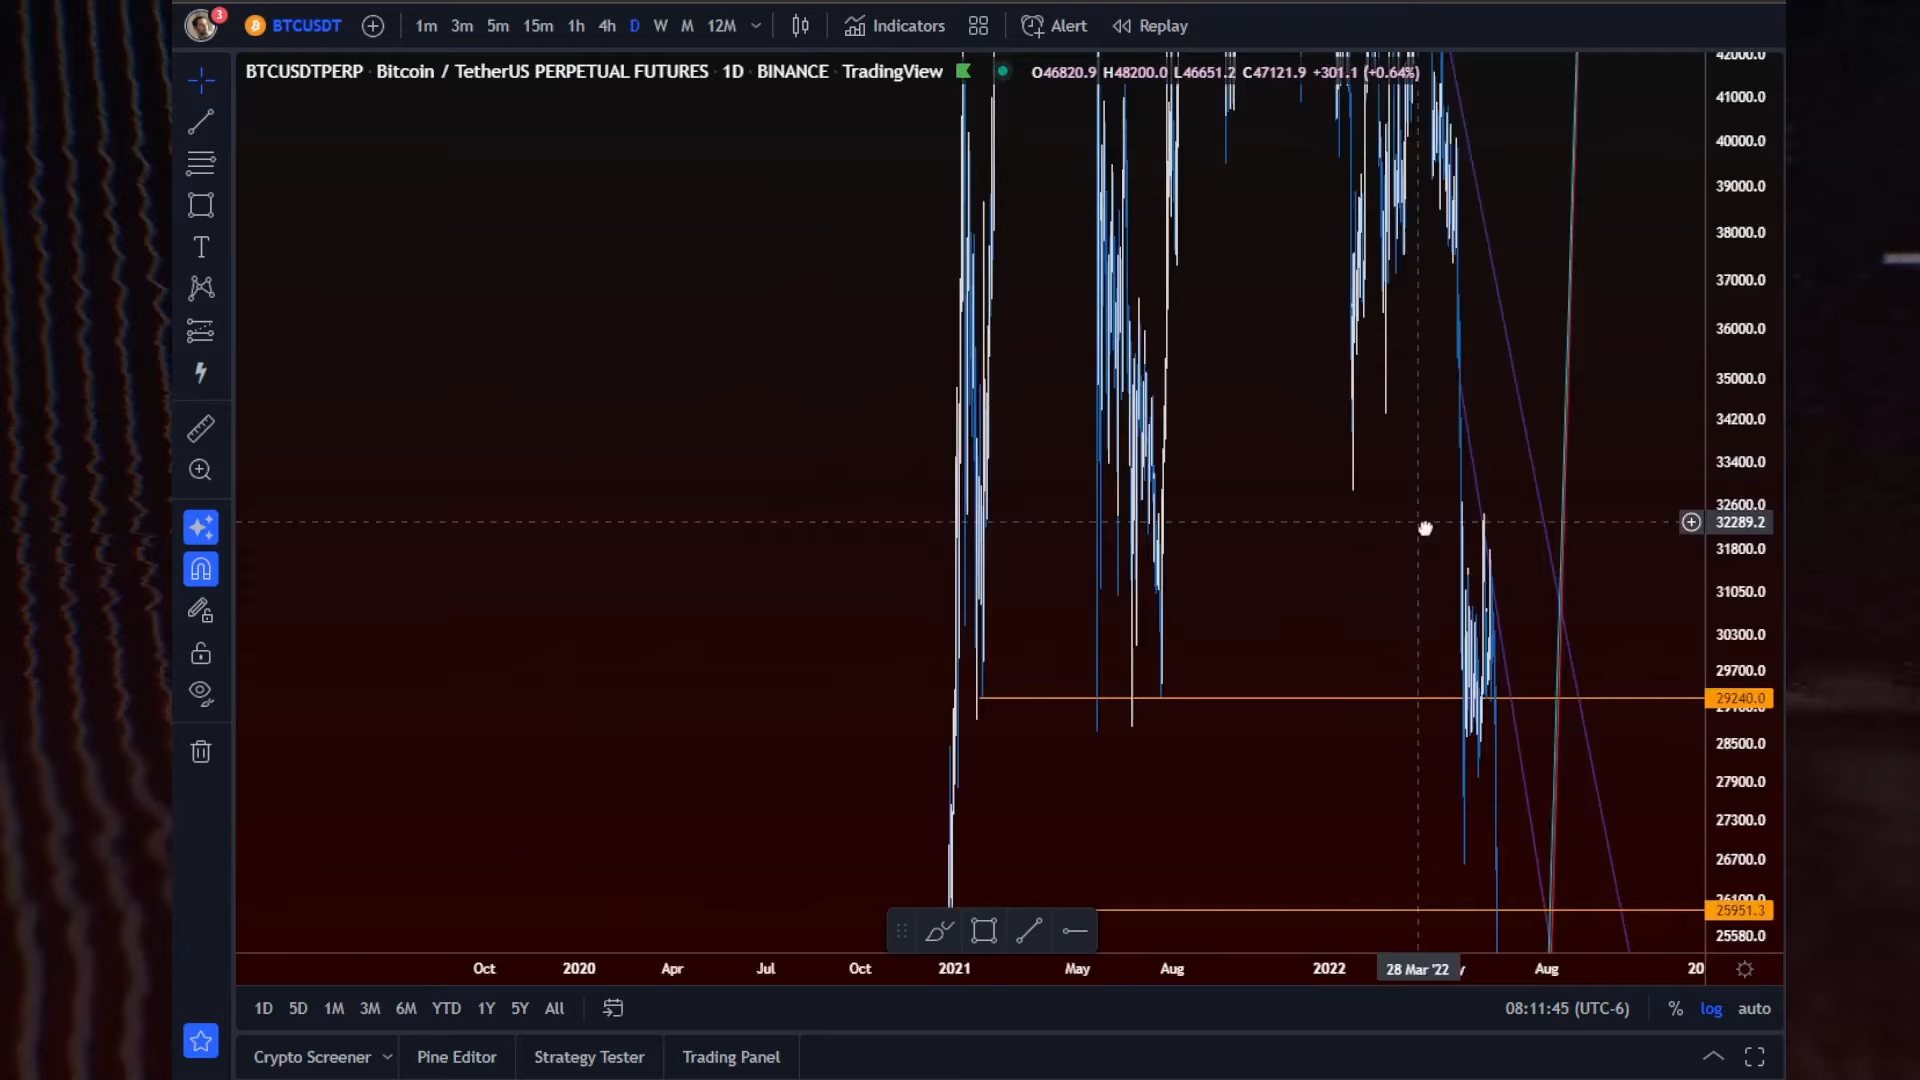 3
BTCUSDT
1m 3m 5m 15m 1h 4h D W M 12M
Indicators
Alert
Replay
BTCUSDTPERP · Bitcoin / TetherUS PERPETUAL FUTURES · 1D · BINANCE · TradingView
O46820.9 H48200.0 L46651.2 C47121.9 +301.1 (+0.64%)
42000.0
41000.0
40000.0
39000.0
38000.0
37000.0
36000.0
35000.0
34200.0
33400.0
32600.0
32289.2
31800.0
31050.0
30300.0
29700.0
29240.0
28500.0
27900.0
27300.0
26700.0
26100.0
25951.3
25580.0
Oct 2020 Apr Jul Oct 2021 May Aug 2022 28 Mar '22 Aug 20
1D 5D 1M 3M 6M YTD 1Y 5Y All
08:11:45 (UTC-6)
% log auto
Crypto Screener
Pine Editor
Strategy Tester
Trading Panel